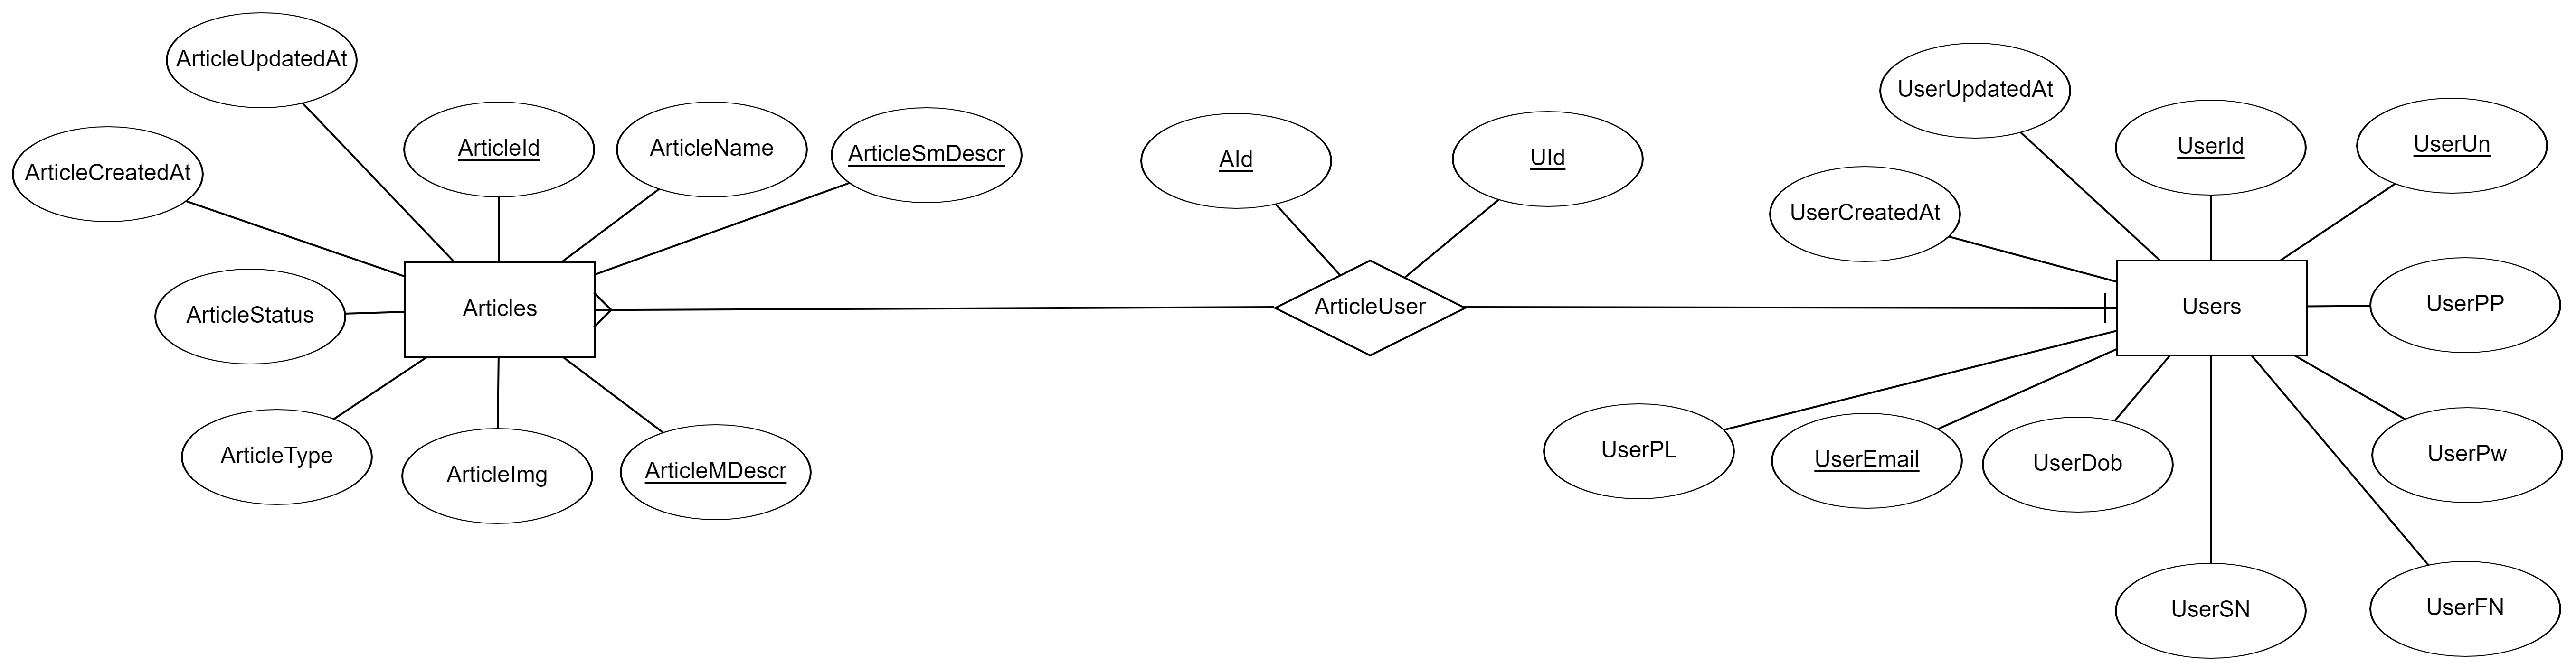 ArticleUpdatedAt
ArticleCreatedAt
ArticleId
ArticleName
ArticleSmDescr
ArticleStatus
Articles
ArticleType
ArticleImg
ArticleMDescr
AId
UId
ArticleUser
UserUpdatedAt
UserCreatedAt
UserId
UserUn
Users
UserPP
UserPL
UserEmail
UserDob
UserPw
UserSN
UserFN